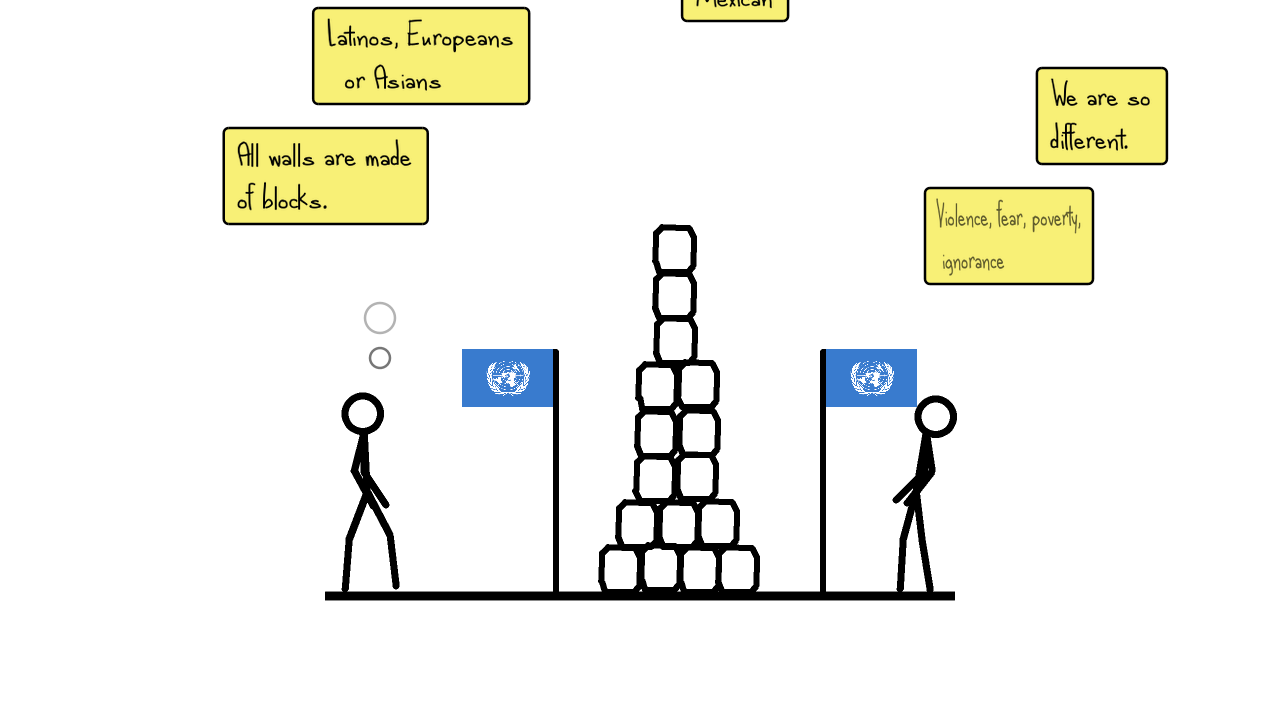 Mexican
Latinos, Europeans
or Asians
We are so
different.
All walls are made
of blocks.
Violence, fear, poverty,
ignorance